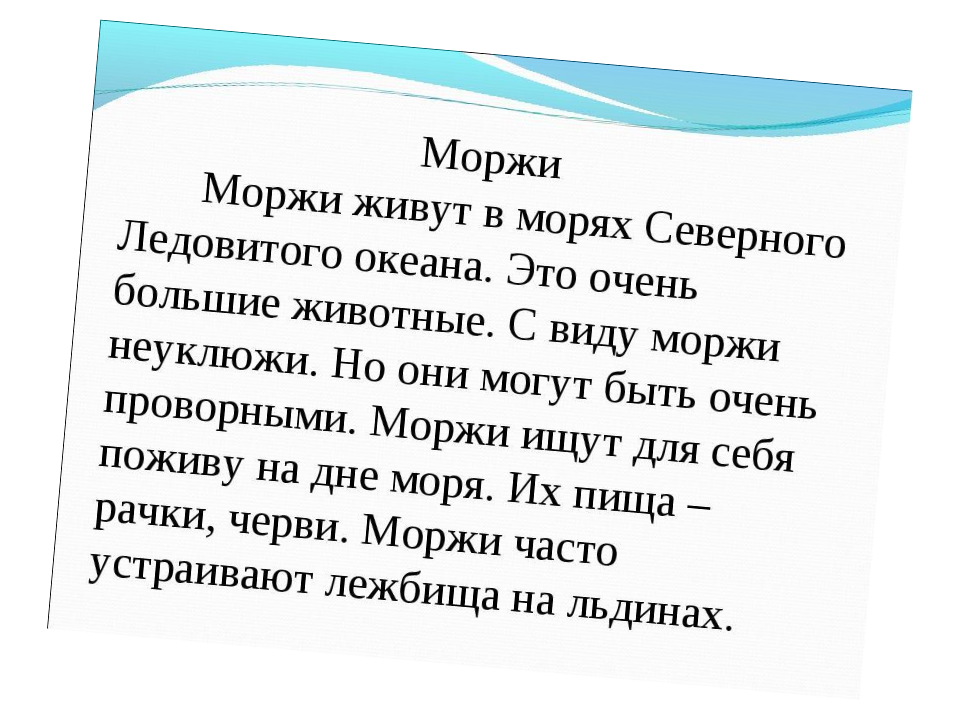 Моржи
Моржи живут в морях Северного
Ледовитого океана. Это очень
большие животные. С виду моржи
неуклюжи. Но они могут быть очень
проворными. Моржи ищут для себя
поживу на дне моря. Их пища –
рачки, черви. Моржи часто
устраивают лежбища на льдинах.